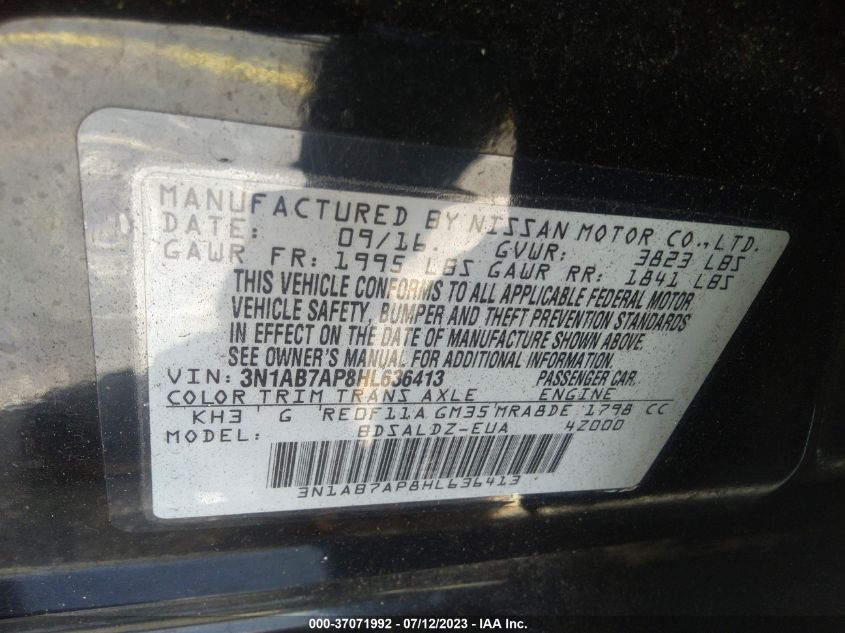 MANUFACTURED BY NISSAN MOTOR CO.,LTD.
DATE: 09/16. GVWR: 3823 LBS
GAWR FR: 1995 LBS GAWR RR: 1841 LBS
THIS VEHICLE CONFORMS TO ALL APPLICABLE FEDERAL MOTOR
VEHICLE SAFETY, BUMPER AND THEFT PREVENTION STANDARDS
IN EFFECT ON THE DATE OF MANUFACTURE SHOWN ABOVE.
SEE OWNER'S MANUAL FOR ADDITIONAL INFORMATION.
VIN: 3N1AB7AP8HL636413 PASSENGER CAR.
COLOR TRIM TRANS AXLE ENGINE
KH3 G RE0F11A GM35 MRA8DE 1798 CC
MODEL: BDSALDZ-EUA 42000
3N1AB7AP8HL636413
000-37071992 - 07/12/2023 - IAA Inc.